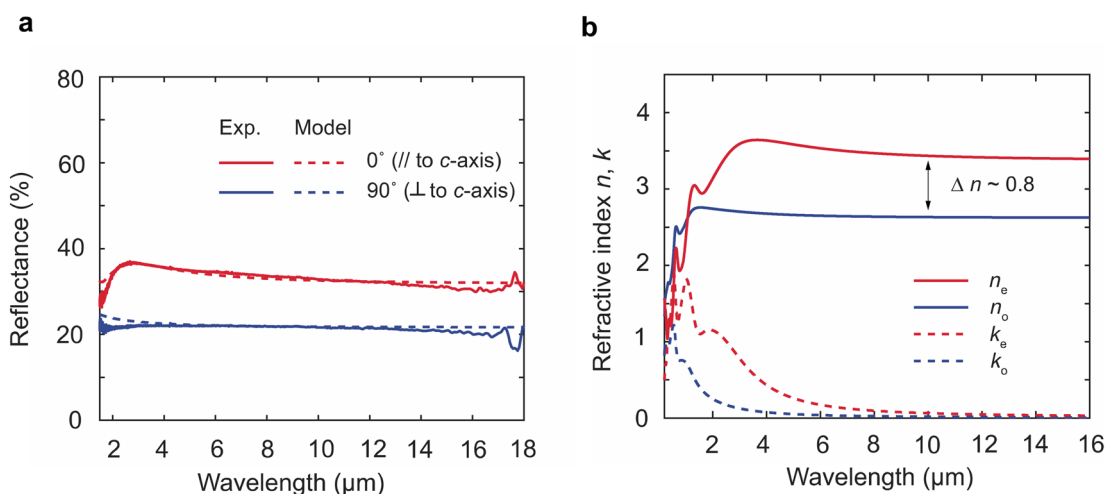 a
80
60
40
20
0
Reflectance (%)
Exp. Model
0° (// to c-axis)
90° (⊥ to c-axis)
2 4 6 8 10 12 14 16 18
Wavelength (μm)
b
4
3
2
1
0
Refractive index n, k
Δ n ~ 0.8
nₑ
nₒ
kₑ
kₒ
2 4 6 8 10 12 14 16
Wavelength (μm)